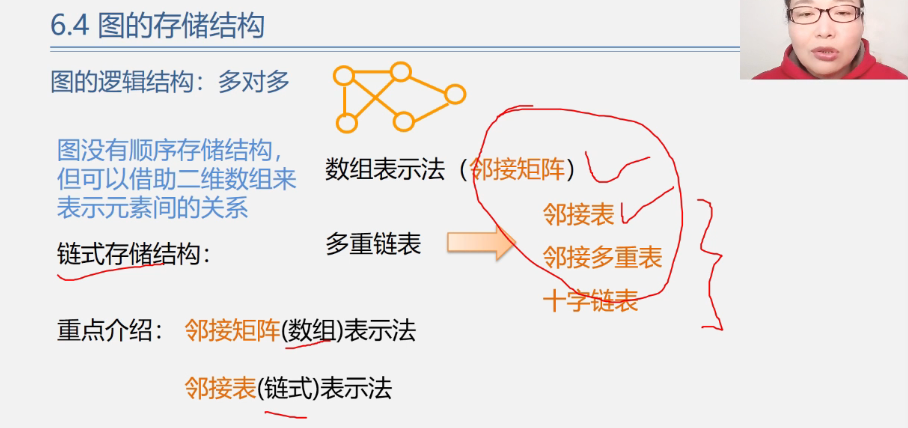 6.4 图的存储结构
图的逻辑结构：多对多
图没有顺序存储结构，
但可以借助二维数组来
表示元素间的关系
数组表示法（邻接矩阵）
链式存储结构：
多重链表
邻接表
邻接多重表
十字链表
重点介绍： 邻接矩阵(数组)表示法
邻接表(链式)表示法